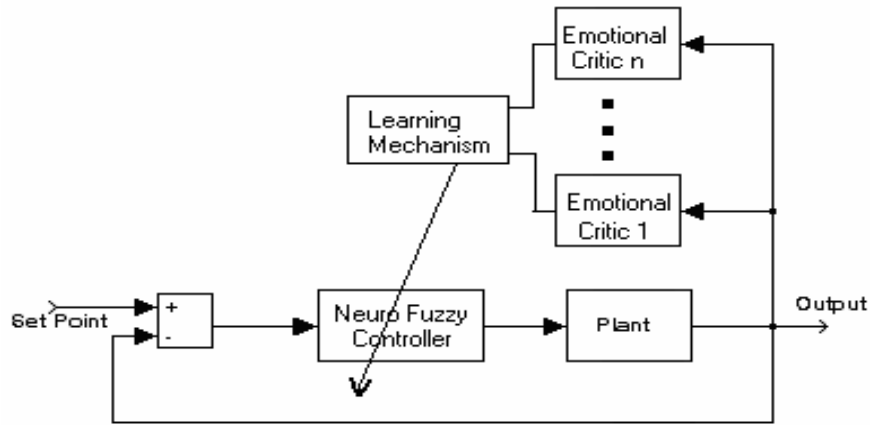 Emotional
Critic n
Learning
Mechanism
Emotional
Critic 1
Set Point
+
-
Neuro Fuzzy
Controller
Plant
Output